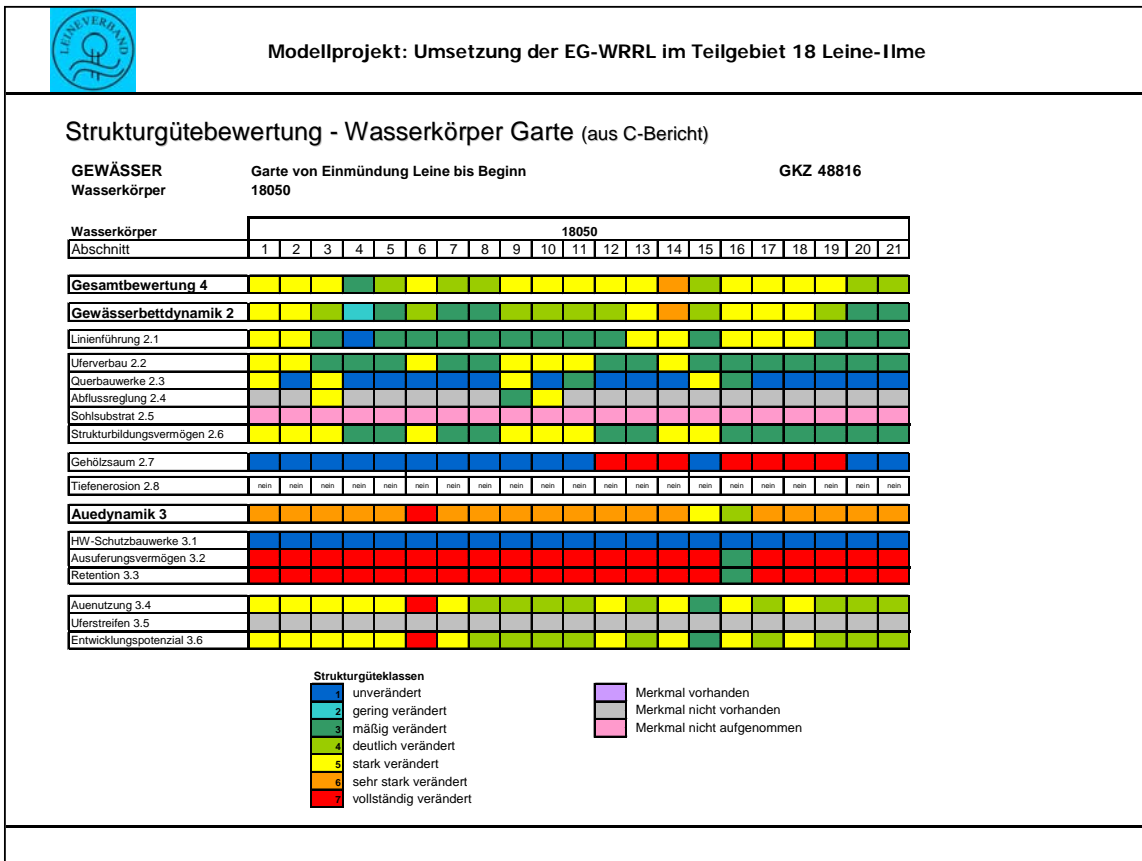 LEINEVERBAND
Modellprojekt: Umsetzung der EG-WRRL im Teilgebiet 18 Leine-Ilme
Strukturgütebewertung - Wasserkörper Garte (aus C-Bericht)
GEWÄSSER Garte von Einmündung Leine bis Beginn GKZ 48816
Wasserkörper 18050
Wasserkörper 18050
Abschnitt 1 2 3 4 5 6 7 8 9 10 11 12 13 14 15 16 17 18 19 20 21
Gesamtbewertung 4
Gewässerbettdynamik 2
Linienführung 2.1
Uferverbau 2.2
Querbauwerke 2.3
Abflussreglung 2.4
Sohlsubstrat 2.5
Strukturbildungsvermögen 2.6
Gehölzsaum 2.7
Tiefenerosion 2.8 nein nein nein nein nein nein nein nein nein nein nein nein nein nein nein nein nein nein nein nein nein
Auedynamik 3
HW-Schutzbauwerke 3.1
Ausuferungsvermögen 3.2
Retention 3.3
Auenutzung 3.4
Uferstreifen 3.5
Entwicklungspotenzial 3.6
Strukturgüteklassen
1 unverändert
2 gering verändert
3 mäßig verändert
4 deutlich verändert
5 stark verändert
6 sehr stark verändert
7 vollständig verändert
Merkmal vorhanden
Merkmal nicht vorhanden
Merkmal nicht aufgenommen